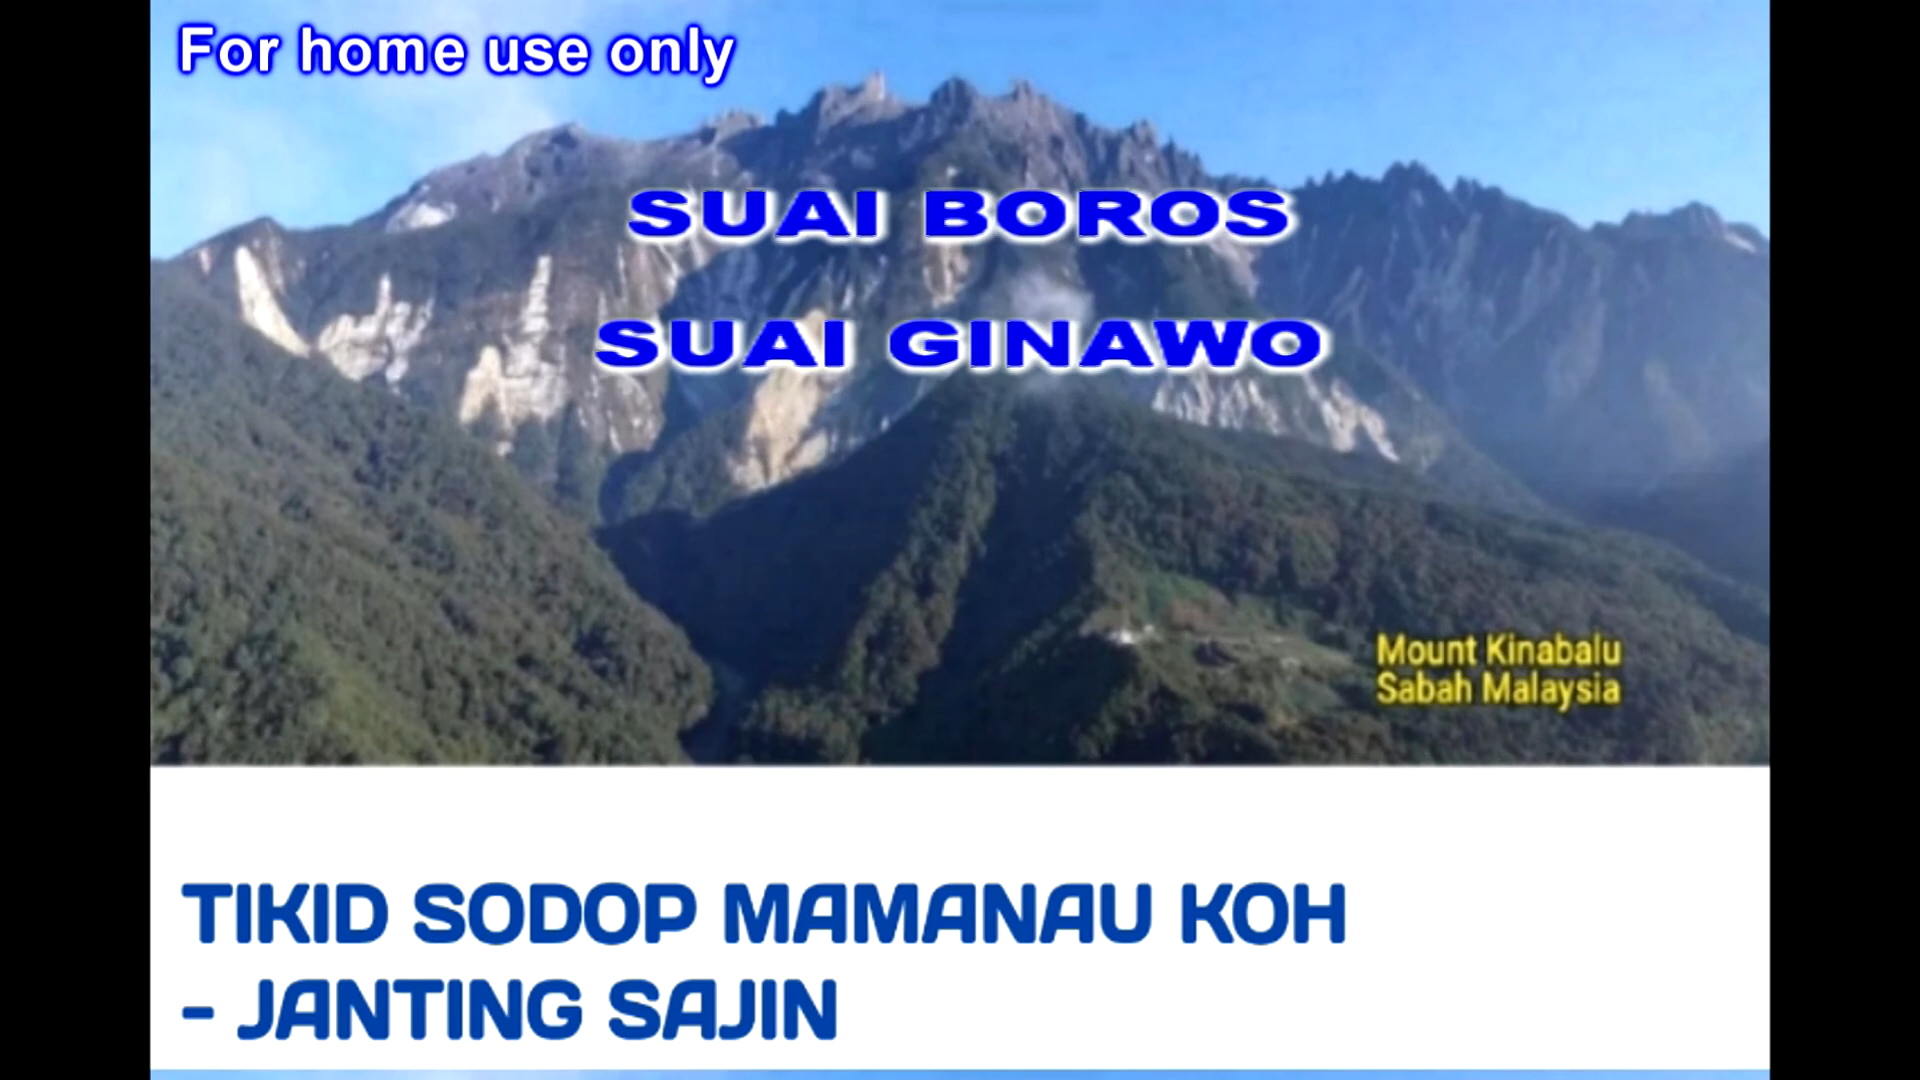 For home use only
SUAI BOROS
SUAI GINAWO
Mount Kinabalu
Sabah Malaysia
TIKID SODOP MAMANAU KOH
- JANTING SAJIN